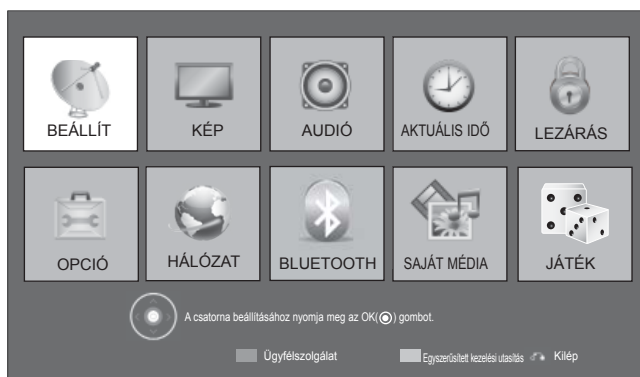 BEÁLLÍT KÉP AUDIÓ AKTUÁLIS IDŐ LEZÁRÁS
OPCIÓ HÁLÓZAT BLUETOOTH SAJÁT MÉDIA JÁTÉK
A csatorna beállításához nyomja meg az OK(◉) gombot.
Ügyfélszolgálat Egyszerűsített kezelési utasítás Kilép